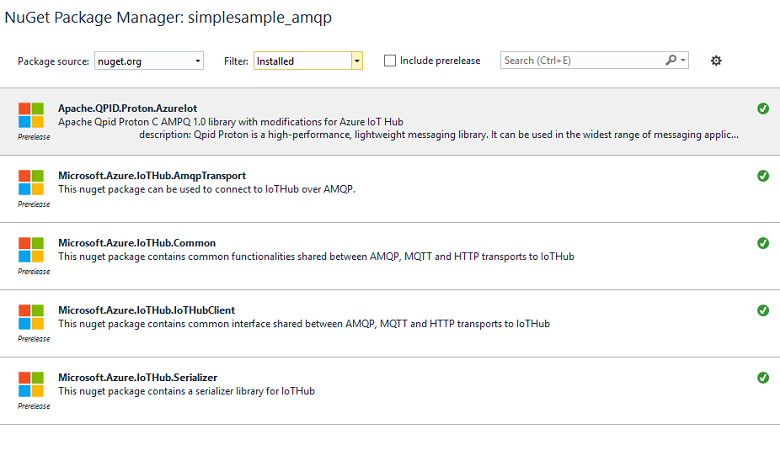 NuGet Package Manager: simplesample_amqp
Package source: nuget.org Filter: Installed Include prerelease Search (Ctrl+E)
Apache.QPID.Proton.AzureIot
Apache Qpid Proton C AMPQ 1.0 library with modifications for Azure IoT Hub
Prerelease description: Qpid Proton is a high-performance, lightweight messaging library. It can be used in the widest range of messaging applic...
Microsoft.Azure.IoTHub.AmqpTransport
This nuget package can be used to connect to IoTHub over AMQP.
Prerelease
Microsoft.Azure.IoTHub.Common
This nuget package contains common functionalities shared between AMQP, MQTT and HTTP transports to IoTHub
Prerelease
Microsoft.Azure.IoTHub.IoTHubClient
This nuget package contains common interface shared between AMQP, MQTT and HTTP transports to IoTHub
Prerelease
Microsoft.Azure.IoTHub.Serializer
This nuget package contains a serializer library for IoTHub
Prerelease